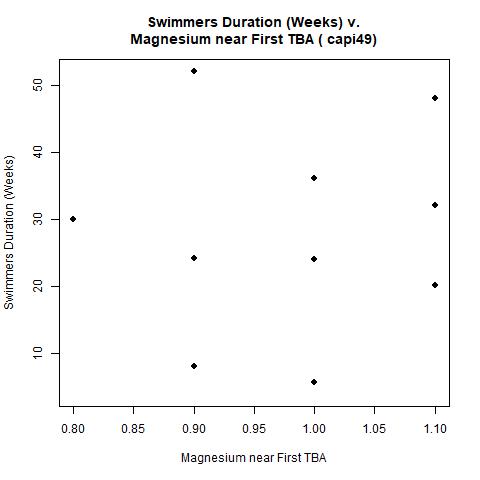 Swimmers Duration (Weeks) v.
Magnesium near First TBA ( capi49)
Swimmers Duration (Weeks)
50
40
30
20
10
0.80 0.85 0.90 0.95 1.00 1.05 1.10
Magnesium near First TBA